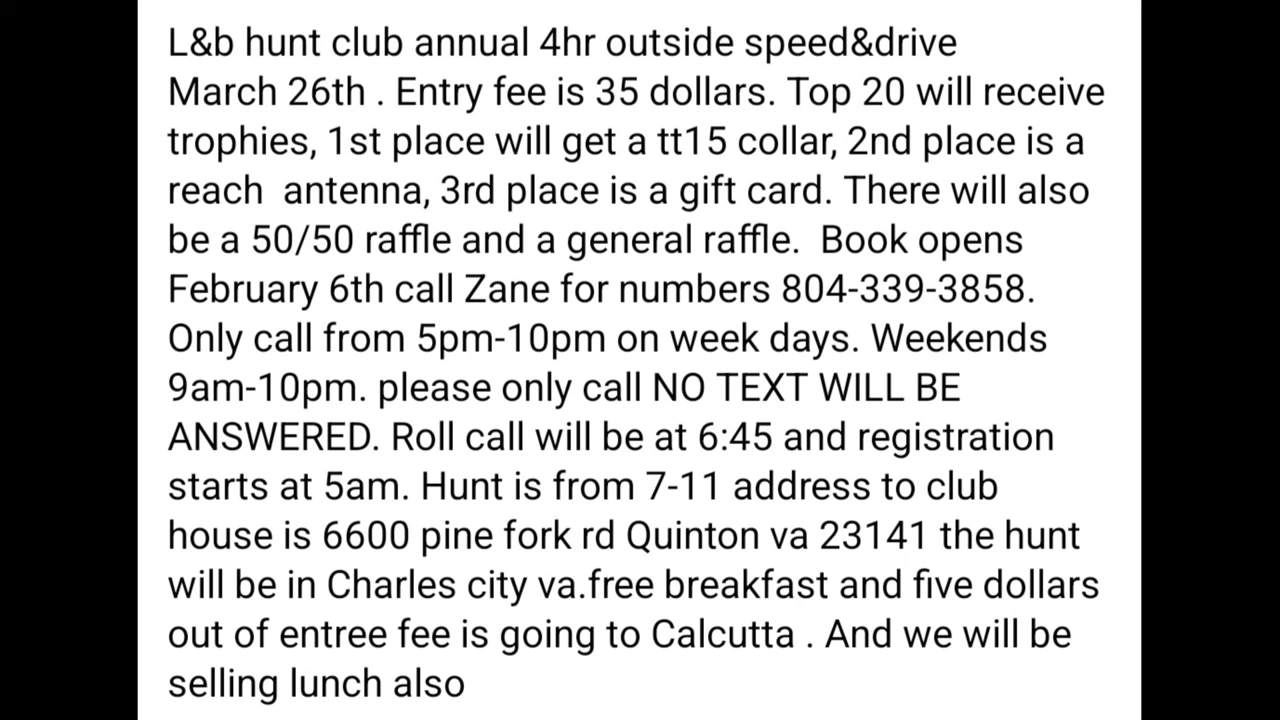 L&b hunt club annual 4hr outside speed&drive
March 26th . Entry fee is 35 dollars. Top 20 will receive
trophies, 1st place will get a tt15 collar, 2nd place is a
reach  antenna, 3rd place is a gift card. There will also
be a 50/50 raffle and a general raffle.  Book opens
February 6th call Zane for numbers 804-339-3858.
Only call from 5pm-10pm on week days. Weekends
9am-10pm. please only call NO TEXT WILL BE
ANSWERED. Roll call will be at 6:45 and registration
starts at 5am. Hunt is from 7-11 address to club
house is 6600 pine fork rd Quinton va 23141 the hunt
will be in Charles city va.free breakfast and five dollars
out of entree fee is going to Calcutta . And we will be
selling lunch also